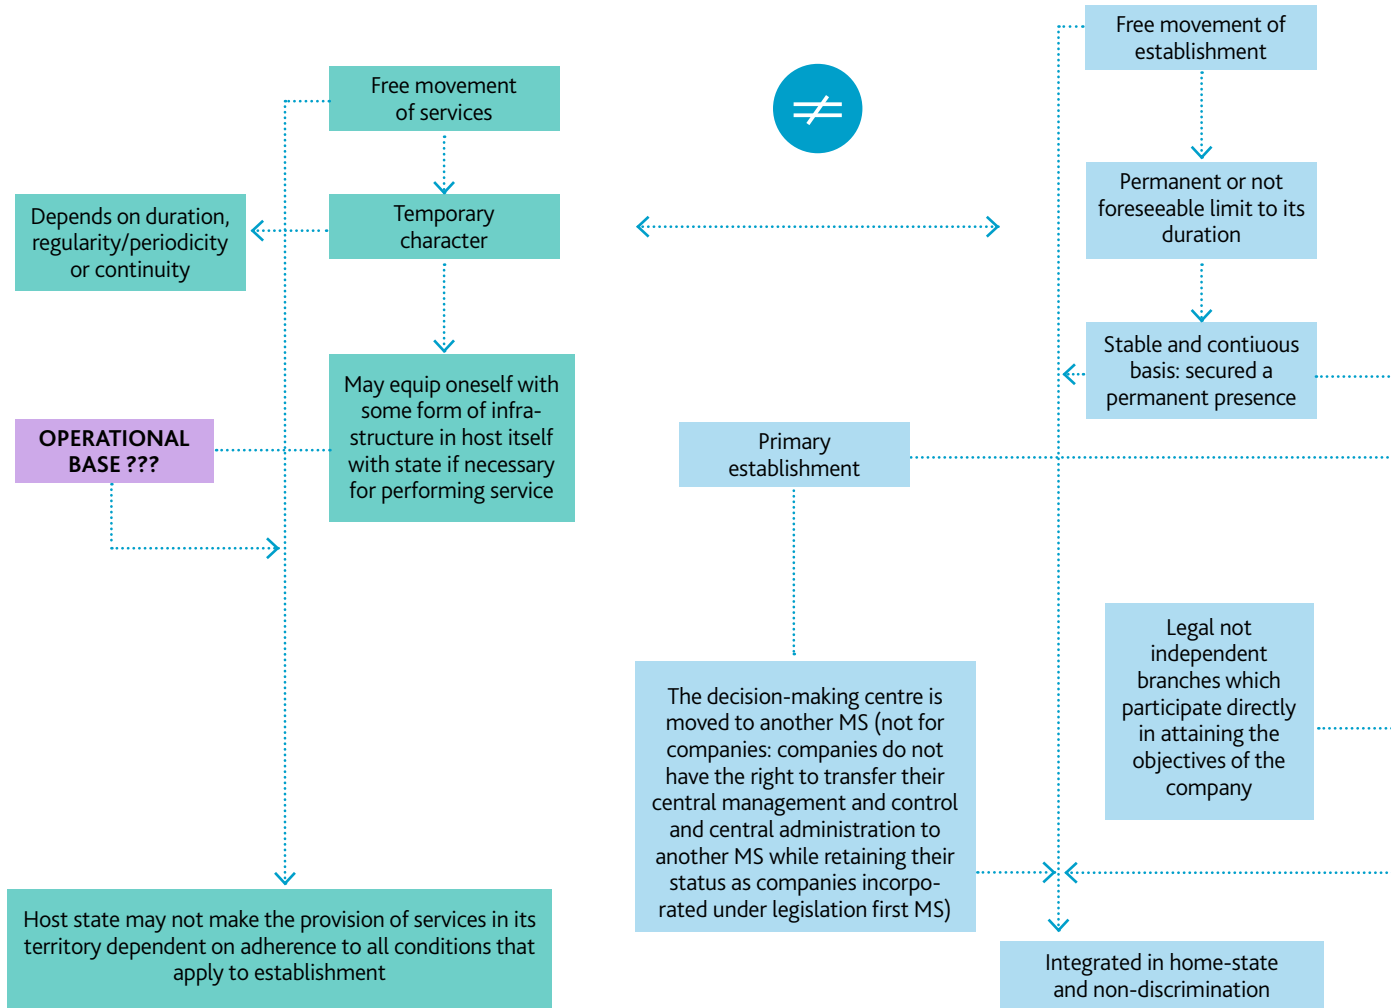 Free movement
of services
Depends on duration,
regularity/periodicity
or continuity
Temporary
character
May equip oneself with
some form of infra-
structure in host itself
with state if necessary
for performing service
OPERATIONAL
BASE ???
Host state may not make the provision of services in its
territory dependent on adherence to all conditions that
apply to establishment
≠
Free movement of
establishment
Permanent or not
foreseeable limit to its
duration
Stable and contiuous
basis: secured a
permanent presence
Primary
establishment
The decision-making centre is
moved to another MS (not for
companies: companies do not
have the right to transfer their
central management and control
and central administration to
another MS while retaining their
status as companies incorpo-
rated under legislation first MS)
Legal not
independent
branches which
participate directly
in attaining the
objectives of the
company
Integrated in home-state
and non-discrimination